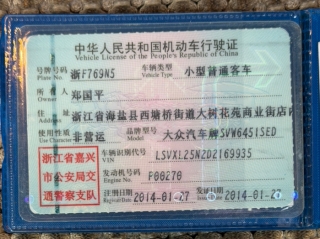 中华人民共和国机动车行驶证
Vehicle License of the People's Republic of China
号牌号码 浙F769N5 车辆类型 小型普通客车
Plate No. Vehicle Type
所有人 郑国平
Owner
住址 浙江省海盐县西塘桥街道大树花苑商业街店内
Address
使用性质 非营运 品牌型号 大众汽车牌SVW6451SED
Use Character Model
浙江省嘉兴
市公安局交
通警察支队
车辆识别代号 LSVXL25N2D2169935
VIN
发动机号码 P00270
Engine No.
注册日期 2014-01-27 发证日期 2014-01-27
Register Date Issue Date